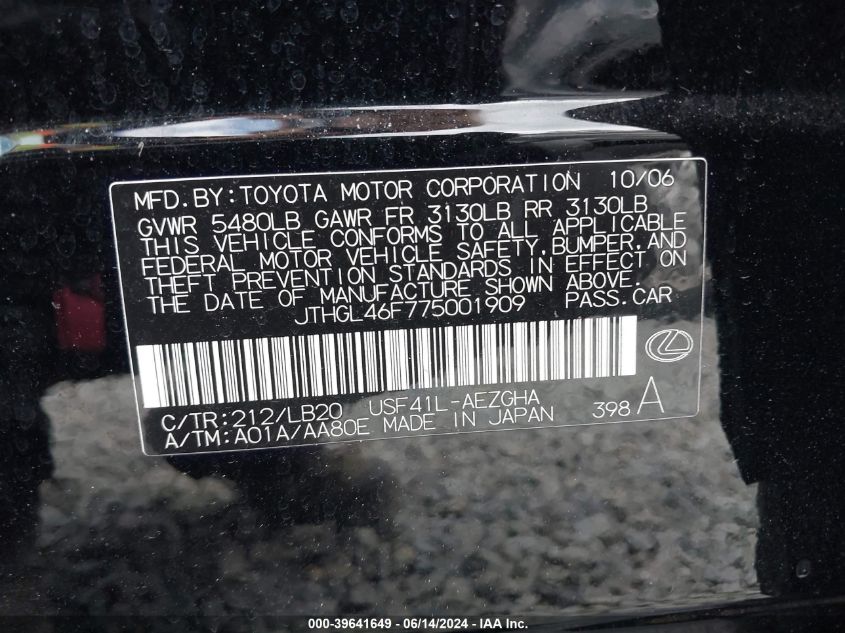 MFD.BY:TOYOTA MOTOR CORPORATION 10/06
GVWR 5480LB GAWR FR 3130LB RR 3130LB
THIS VEHICLE CONFORMS TO ALL APPLICABLE
FEDERAL MOTOR VEHICLE SAFETY,BUMPER,AND
THEFT PREVENTION STANDARDS IN EFFECT ON
THE DATE OF MANUFACTURE SHOWN ABOVE.
JTHGL46F775001909 PASS.CAR
C/TR:212/LB20 USF41L-AEZGHA
A/TM:A01A/AA80E MADE IN JAPAN 398 A
000-39641649 - 06/14/2024 - IAA Inc.